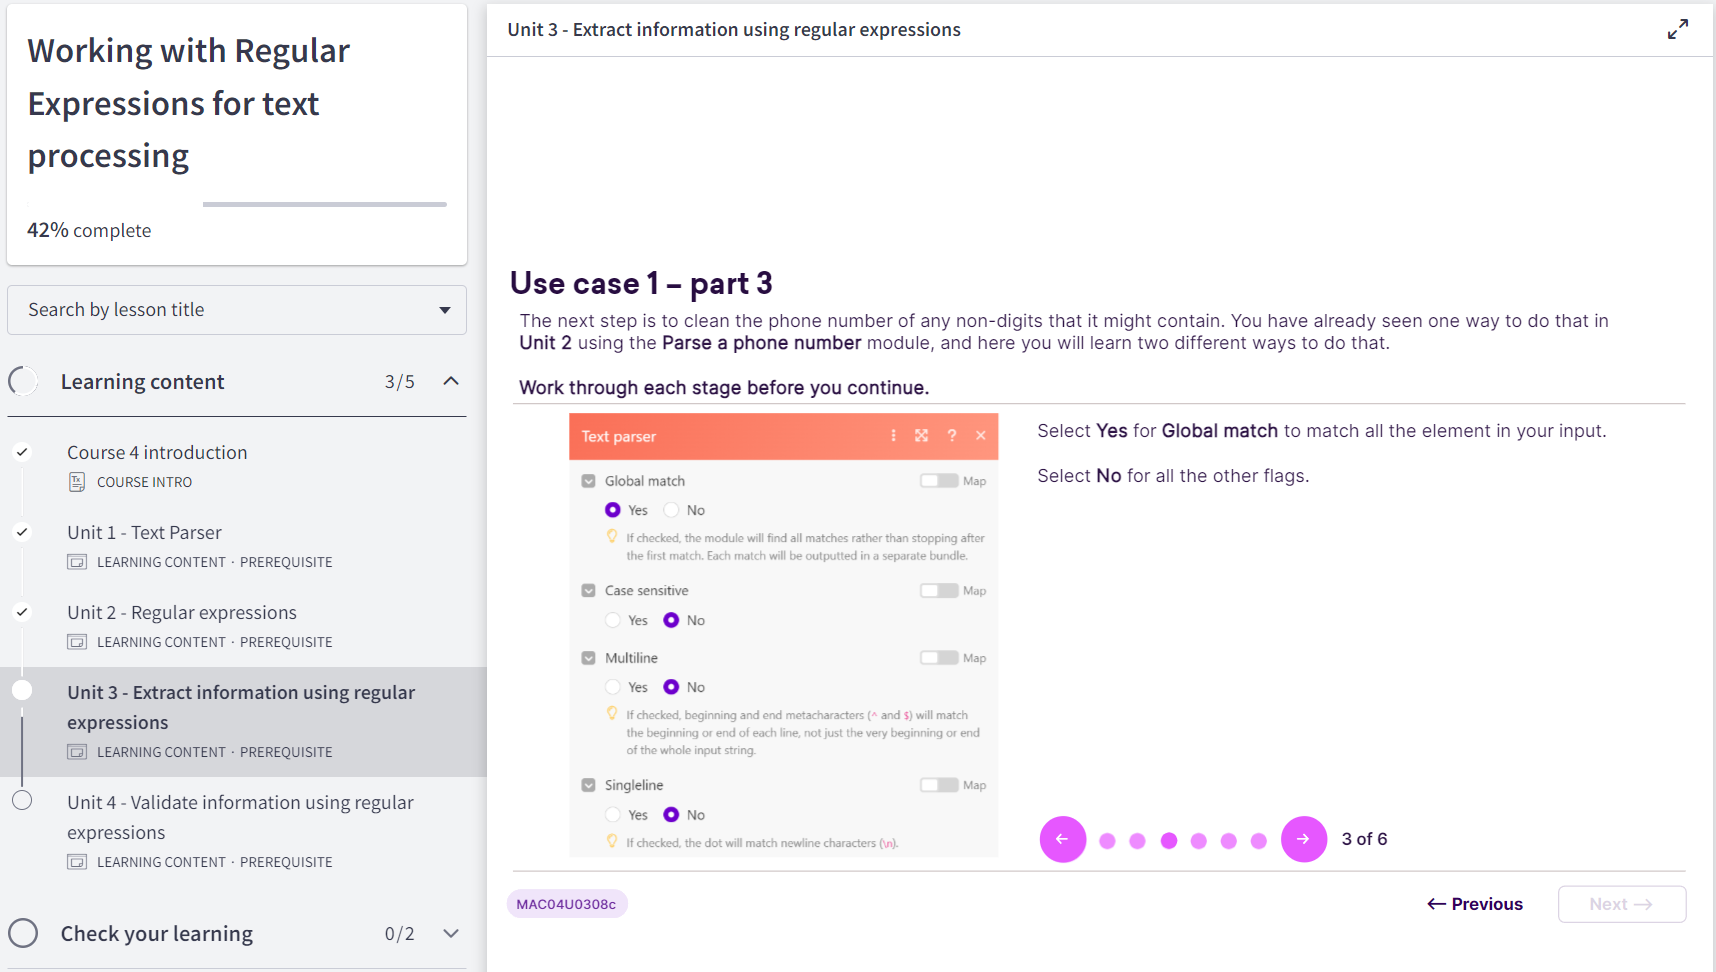 Working with Regular
Expressions for text
processing
42% complete
Search by lesson title
Learning content 3/5
Course 4 introduction
COURSE INTRO
Unit 1 - Text Parser
LEARNING CONTENT · PREREQUISITE
Unit 2 - Regular expressions
LEARNING CONTENT · PREREQUISITE
Unit 3 - Extract information using regular
expressions
LEARNING CONTENT · PREREQUISITE
Unit 4 - Validate information using regular
expressions
LEARNING CONTENT · PREREQUISITE
Check your learning 0/2
Unit 3 - Extract information using regular expressions
Use case 1 – part 3
The next step is to clean the phone number of any non-digits that it might contain. You have already seen one way to do that in
Unit 2 using the Parse a phone number module, and here you will learn two different ways to do that.
Work through each stage before you continue.
Text parser ?
Global match Map
Yes No
If checked, the module will find all matches rather than stopping after
the first match. Each match will be outputted in a separate bundle.
Case sensitive Map
Yes No
Multiline Map
Yes No
If checked, beginning and end metacharacters (^ and $) will match
the beginning or end of each line, not just the very beginning or end
of the whole input string.
Singleline Map
Yes No
If checked, the dot will match newline characters (\n).
Select Yes for Global match to match all the element in your input.
Select No for all the other flags.
3 of 6
MAC04U0308c
← Previous
Next →